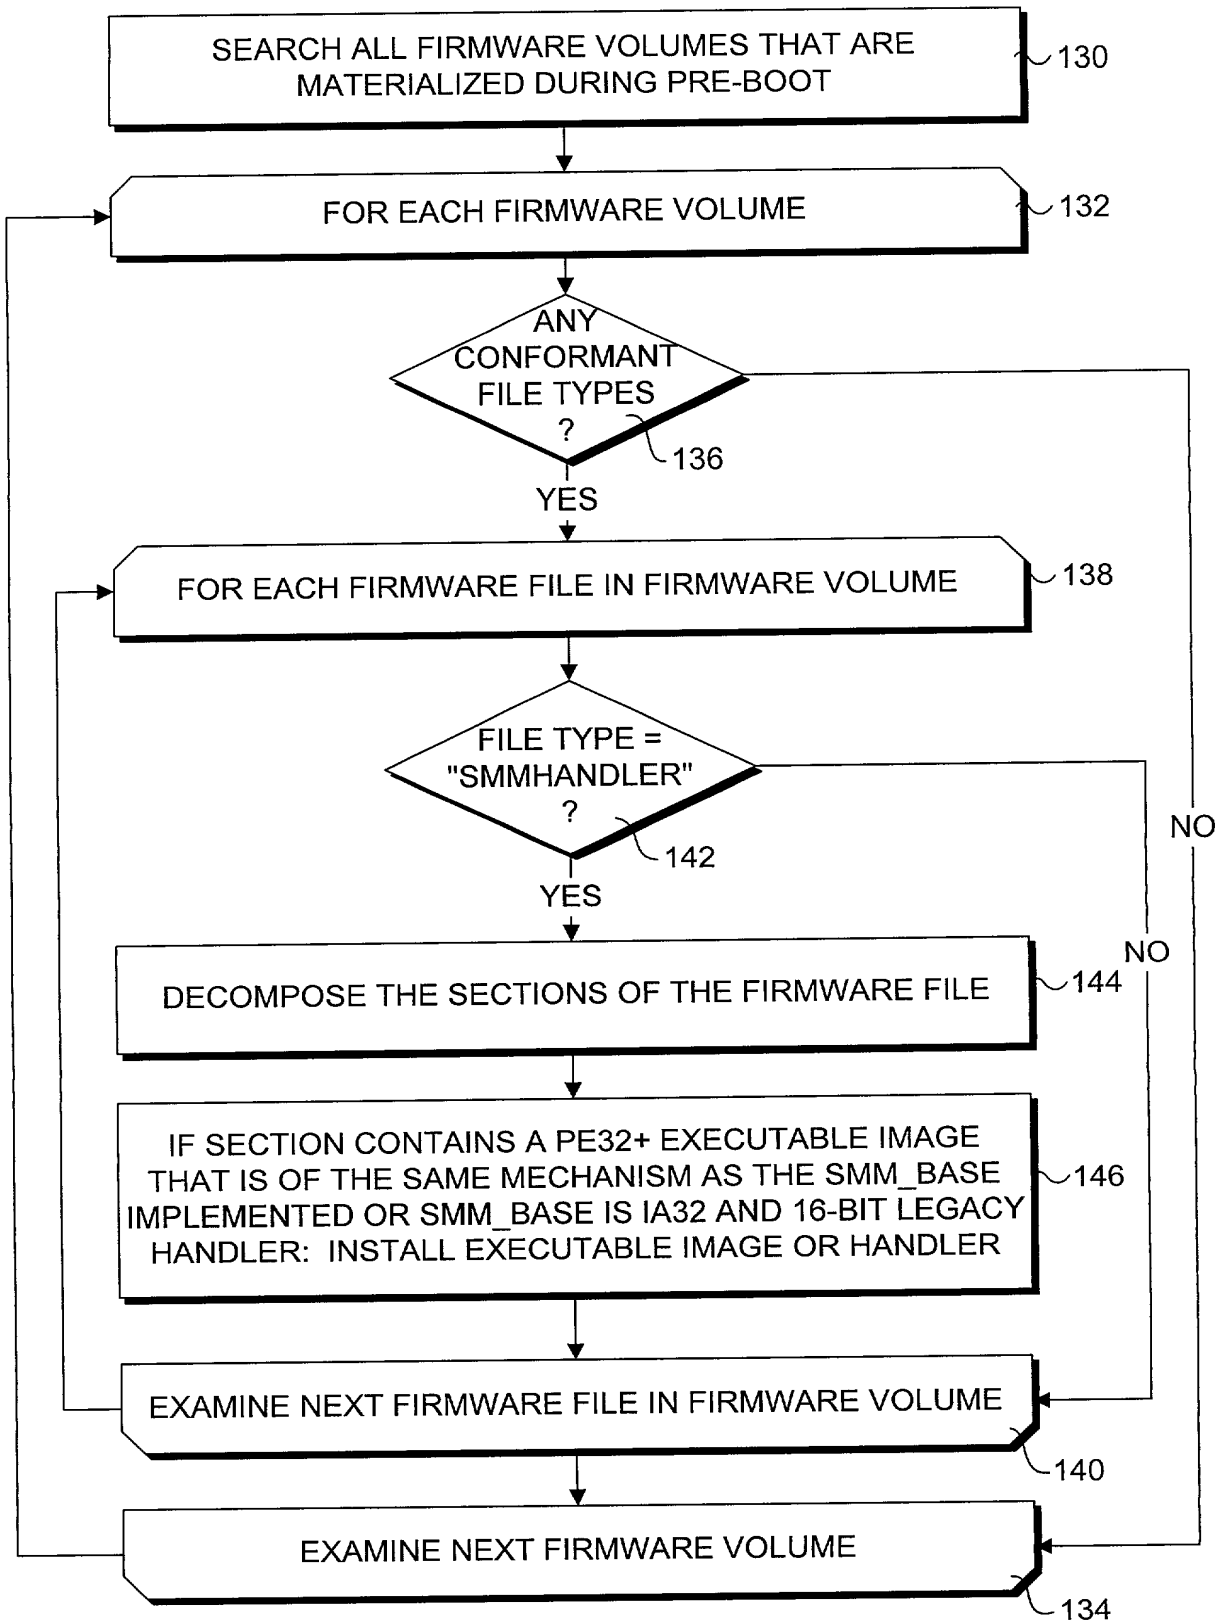 SEARCH ALL FIRMWARE VOLUMES THAT ARE
MATERIALIZED DURING PRE-BOOT
130
FOR EACH FIRMWARE VOLUME
132
ANY
CONFORMANT
FILE TYPES
?
136
YES
FOR EACH FIRMWARE FILE IN FIRMWARE VOLUME
138
FILE TYPE =
"SMMHANDLER"
?
NO
142
YES
NO
DECOMPOSE THE SECTIONS OF THE FIRMWARE FILE
144
IF SECTION CONTAINS A PE32+ EXECUTABLE IMAGE
THAT IS OF THE SAME MECHANISM AS THE SMM_BASE
IMPLEMENTED OR SMM_BASE IS IA32 AND 16-BIT LEGACY
HANDLER: INSTALL EXECUTABLE IMAGE OR HANDLER
146
EXAMINE NEXT FIRMWARE FILE IN FIRMWARE VOLUME
140
EXAMINE NEXT FIRMWARE VOLUME
134